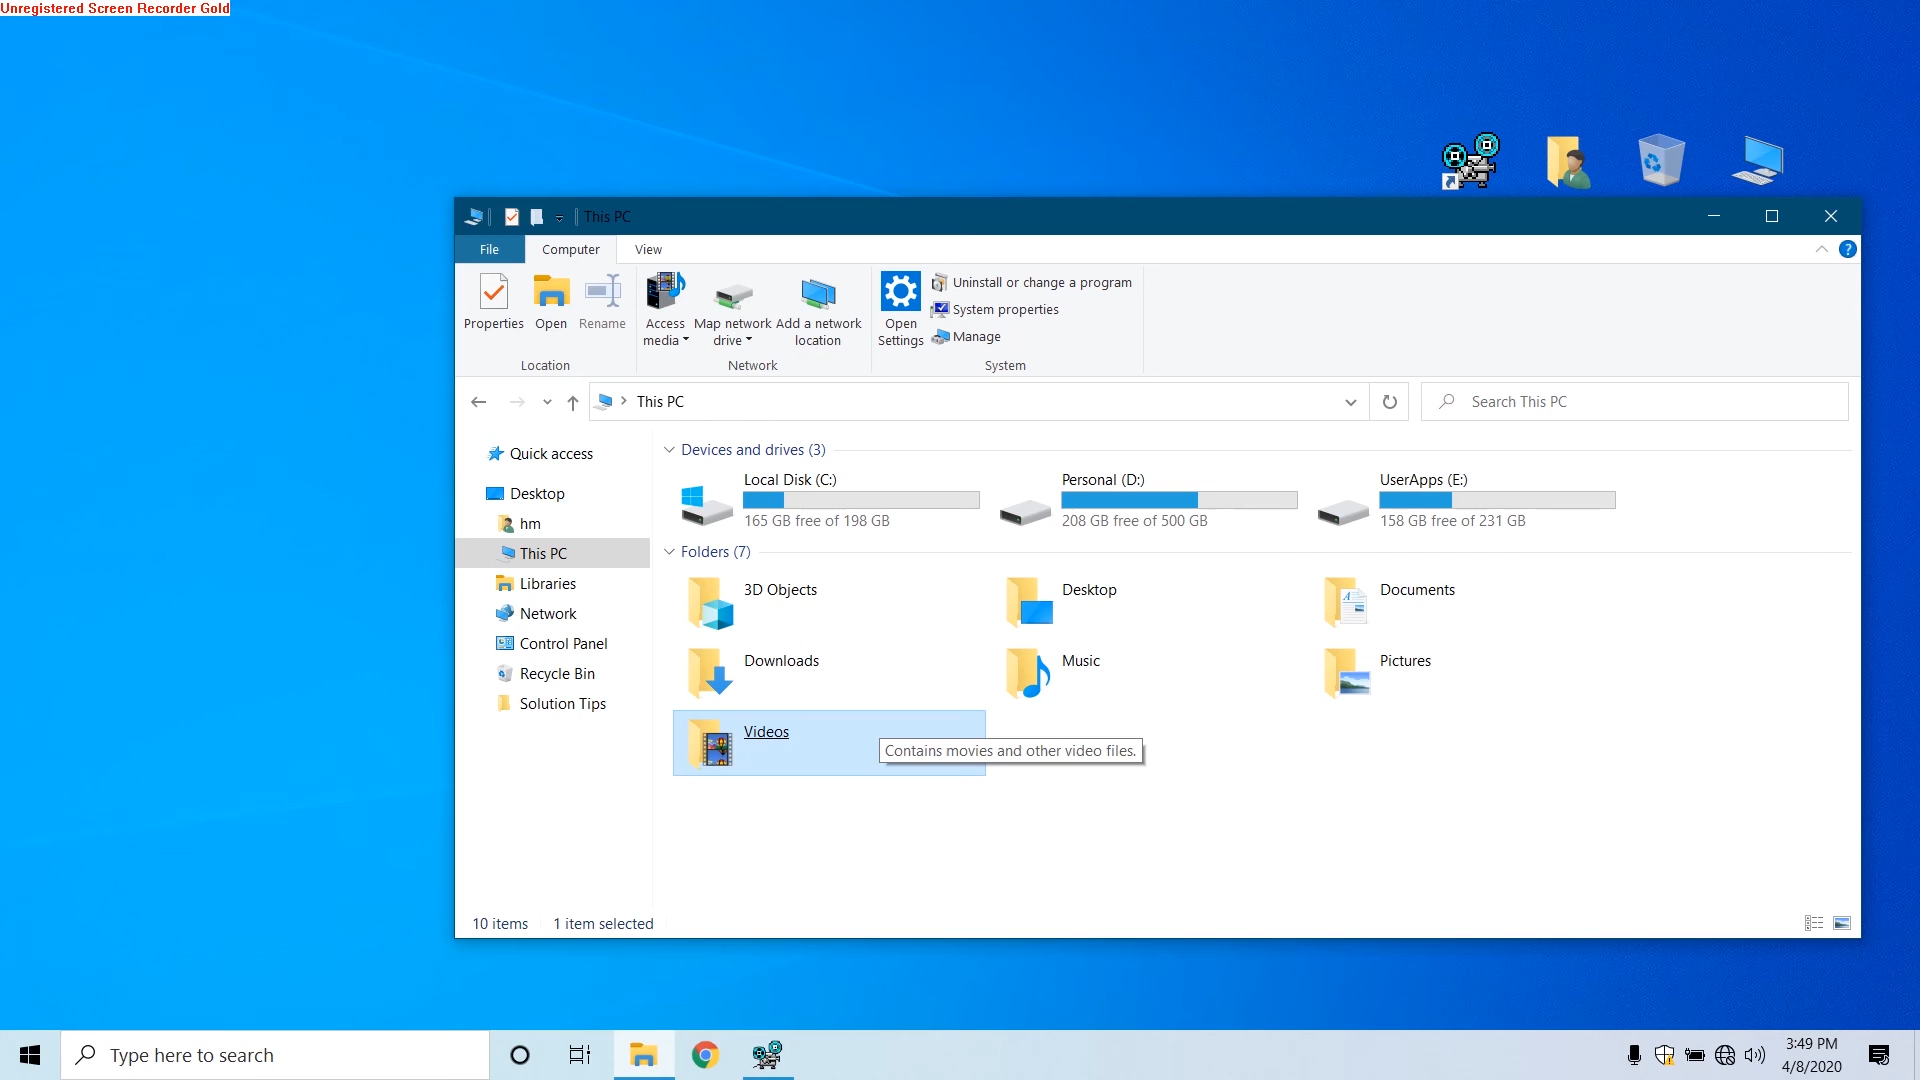 Unregistered Screen Recorder Gold
This PC
File
Computer
View
Properties
Open
Rename
Location
Access
media
Map network
drive
Add a network
location
Network
Open
Settings
Uninstall or change a program
System properties
Manage
System
This PC
Search This PC
Quick access
Desktop
hm
This PC
Libraries
Network
Control Panel
Recycle Bin
Solution Tips
Devices and drives (3)
Local Disk (C:)
165 GB free of 198 GB
Personal (D:)
208 GB free of 500 GB
UserApps (E:)
158 GB free of 231 GB
Folders (7)
3D Objects
Desktop
Documents
Downloads
Music
Pictures
Videos
Contains movies and other video files.
10 items
1 item selected
Type here to search
3:49 PM
4/8/2020